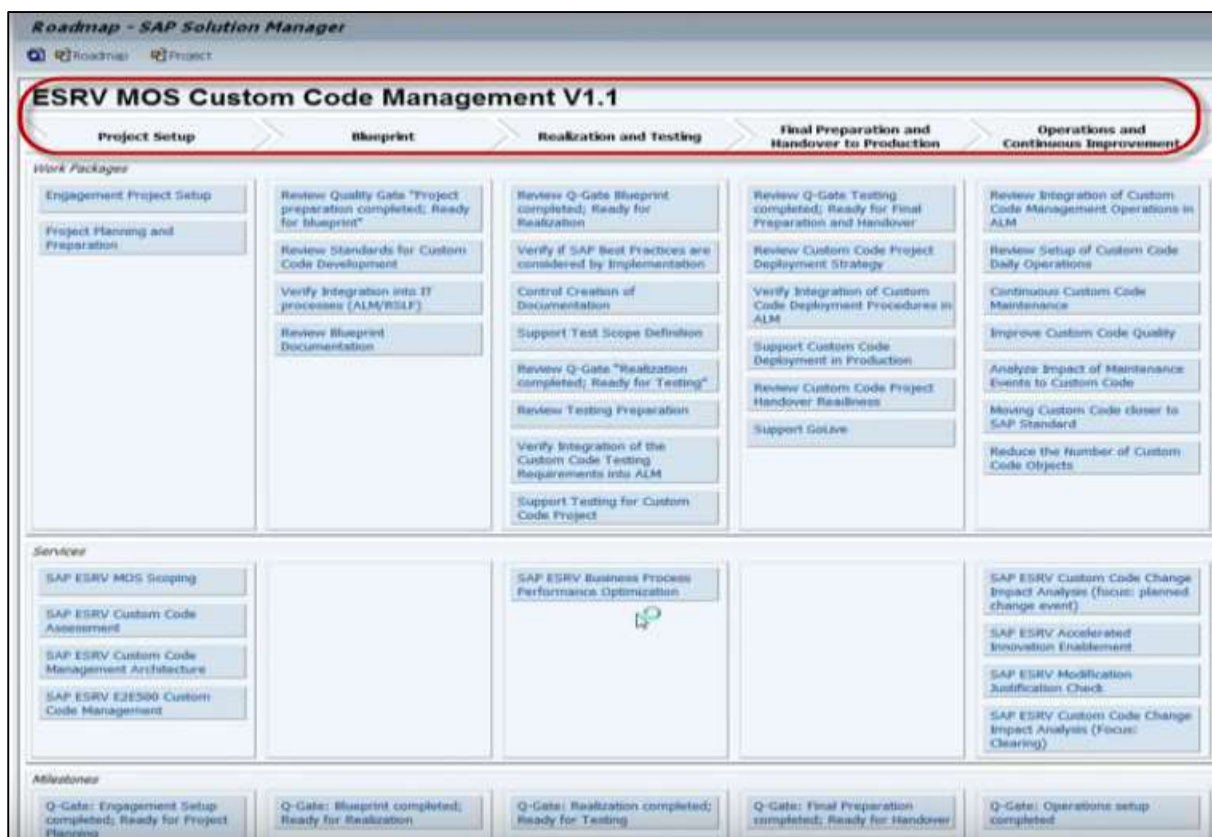 Roadmap - SAP Solution Manager
Roadmap Project
ESRV MOS Custom Code Management V1.1
Project Setup
Blueprint
Realization and Testing
Final Preparation and
Handover to Production
Operations and
Continuous Improvement
Work Packages
Engagement Project Setup
Project Planning and
Preparation
Review Quality Gate "Project
preparation completed; Ready
for blueprint"
Review Standards for Custom
Code Development
Verify Integration into IT
processes (ALM/RSLF)
Review Blueprint
Documentation
Review Q-Gate Blueprint
completed; Ready for
Realization
Verify if SAP Best Practices are
considered by Implementation
Control Creation of
Documentation
Support Test Scope Definition
Review Q-Gate "Realization
completed; Ready for Testing"
Review Testing Preparation
Verify Integration of the
Custom Code Testing
Requirements into ALM
Support Testing for Custom
Code Project
Review Q-Gate Testing
completed; Ready for Final
Preparation and Handover
Review Custom Code Project
Deployment Strategy
Verify Integration of Custom
Code Deployment Procedures in
ALM
Support Custom Code
Deployment in Production
Review Custom Code Project
Handover Readiness
Support GoLive
Review Integration of Custom
Code Management Operations in
ALM
Review Setup of Custom Code
Daily Operations
Continuous Custom Code
Maintenance
Improve Custom Code Quality
Analyze Impact of Maintenance
Events to Custom Code
Moving Custom Code closer to
SAP Standard
Reduce the Number of Custom
Code Objects
Services
SAP ESRV MOS Scoping
SAP ESRV Custom Code
Assessment
SAP ESRV Custom Code
Management Architecture
SAP ESRV E2E500 Custom
Code Management
SAP ESRV Business Process
Performance Optimization
SAP ESRV Custom Code Change
Impact Analysis (focus: planned
change event)
SAP ESRV Accelerated
Innovation Enablement
SAP ESRV Modification
Justification Check
SAP ESRV Custom Code Change
Impact Analysis (Focus:
Clearing)
Milestones
Q-Gate: Engagement Setup
completed; Ready for Project
Planning
Q-Gate: Blueprint completed;
Ready for Realization
Q-Gate: Realization completed;
Ready for Testing
Q-Gate: Final Preparation
completed; Ready for Handover
Q-Gate: Operations setup
completed